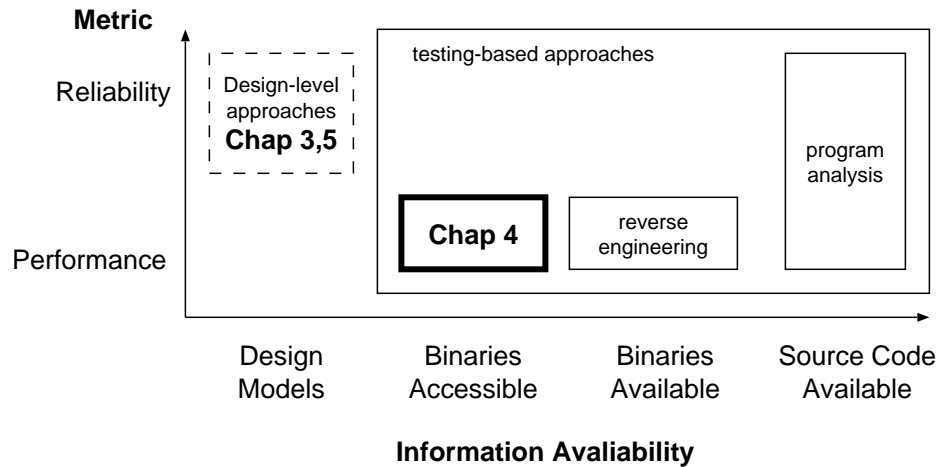 Metric
Reliability
Performance
Design-level
approaches
Chap 3,5
testing-based approaches
Chap 4
reverse
engineering
program
analysis
Design
Models
Binaries
Accessible
Binaries
Available
Source Code
Available
Information Avaliability